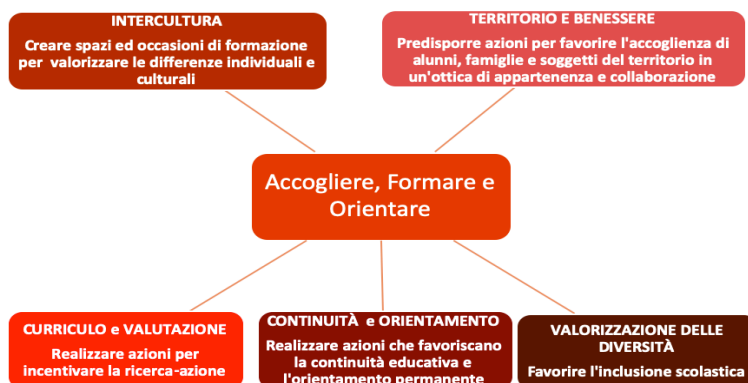 INTERCULTURA
Creare spazi ed occasioni di formazione
per valorizzare le differenze individuali e
culturali
TERRITORIO E BENESSERE
Predisporre azioni per favorire l'accoglienza di
alunni, famiglie e soggetti del territorio in
un'ottica di appartenenza e collaborazione
Accogliere, Formare e
Orientare
CURRICULO e VALUTAZIONE
Realizzare azioni per
incentivare la ricerca-azione
CONTINUITÀ e ORIENTAMENTO
Realizzare azioni che favoriscano
la continuità educativa e
l'orientamento permanente
VALORIZZAZIONE DELLE
DIVERSITÀ
Favorire l'inclusione scolastica